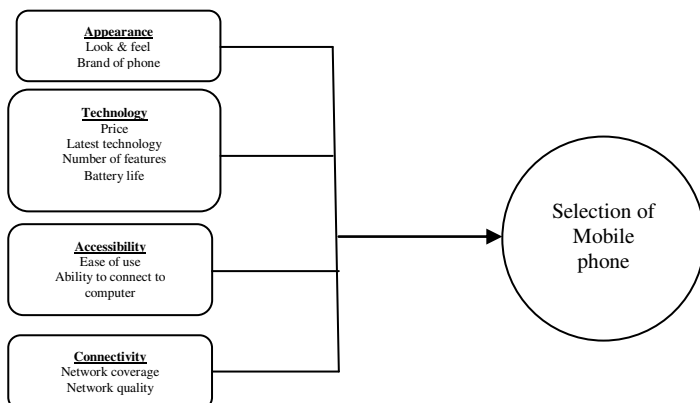 Appearance
Look & feel
Brand of phone
Technology
Price
Latest technology
Number of features
Battery life
Accessibility
Ease of use
Ability to connect to
computer
Connectivity
Network coverage
Network quality
Selection of
Mobile
phone